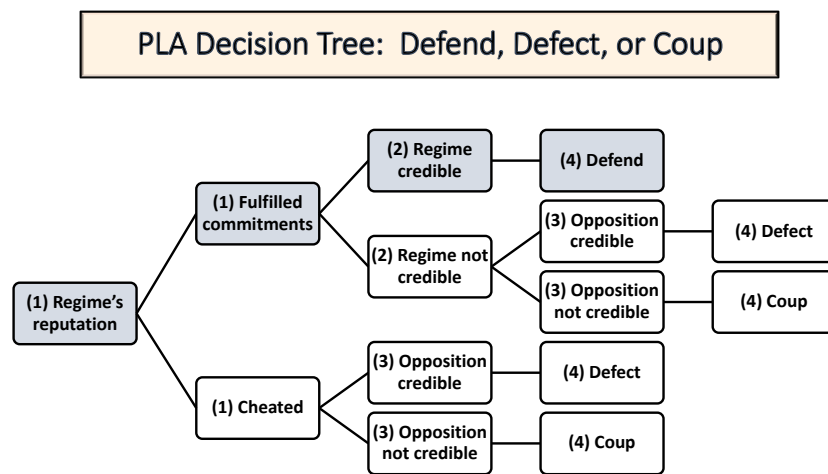 PLA Decision Tree:  Defend, Defect, or Coup
(2) Regime
credible
(4) Defend
(1) Fulfilled
commitments
(3) Opposition
credible
(4) Defect
(2) Regime not
credible
(3) Opposition
not credible
(4) Coup
(1) Regime’s
reputation
(3) Opposition
credible
(4) Defect
(1) Cheated
(3) Opposition
not credible
(4) Coup